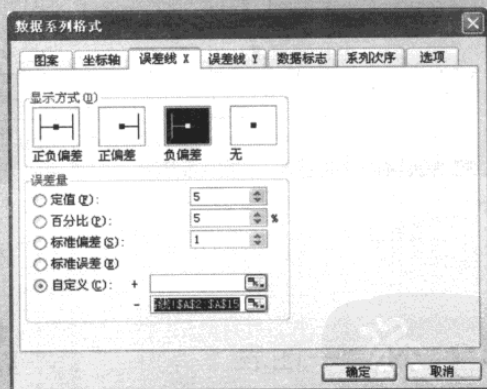 数据系列格式
图案 坐标轴 误差线 X 误差线 Y 数据标志 系列次序 选项
显示方式(D)
正负偏差 正偏差 负偏差 无
误差量
定值(F): 5
百分比(P): 5 %
标准偏差(S): 1
标准误差(E)
自定义(C): +
- !$A$2:$A$15
确定 取消